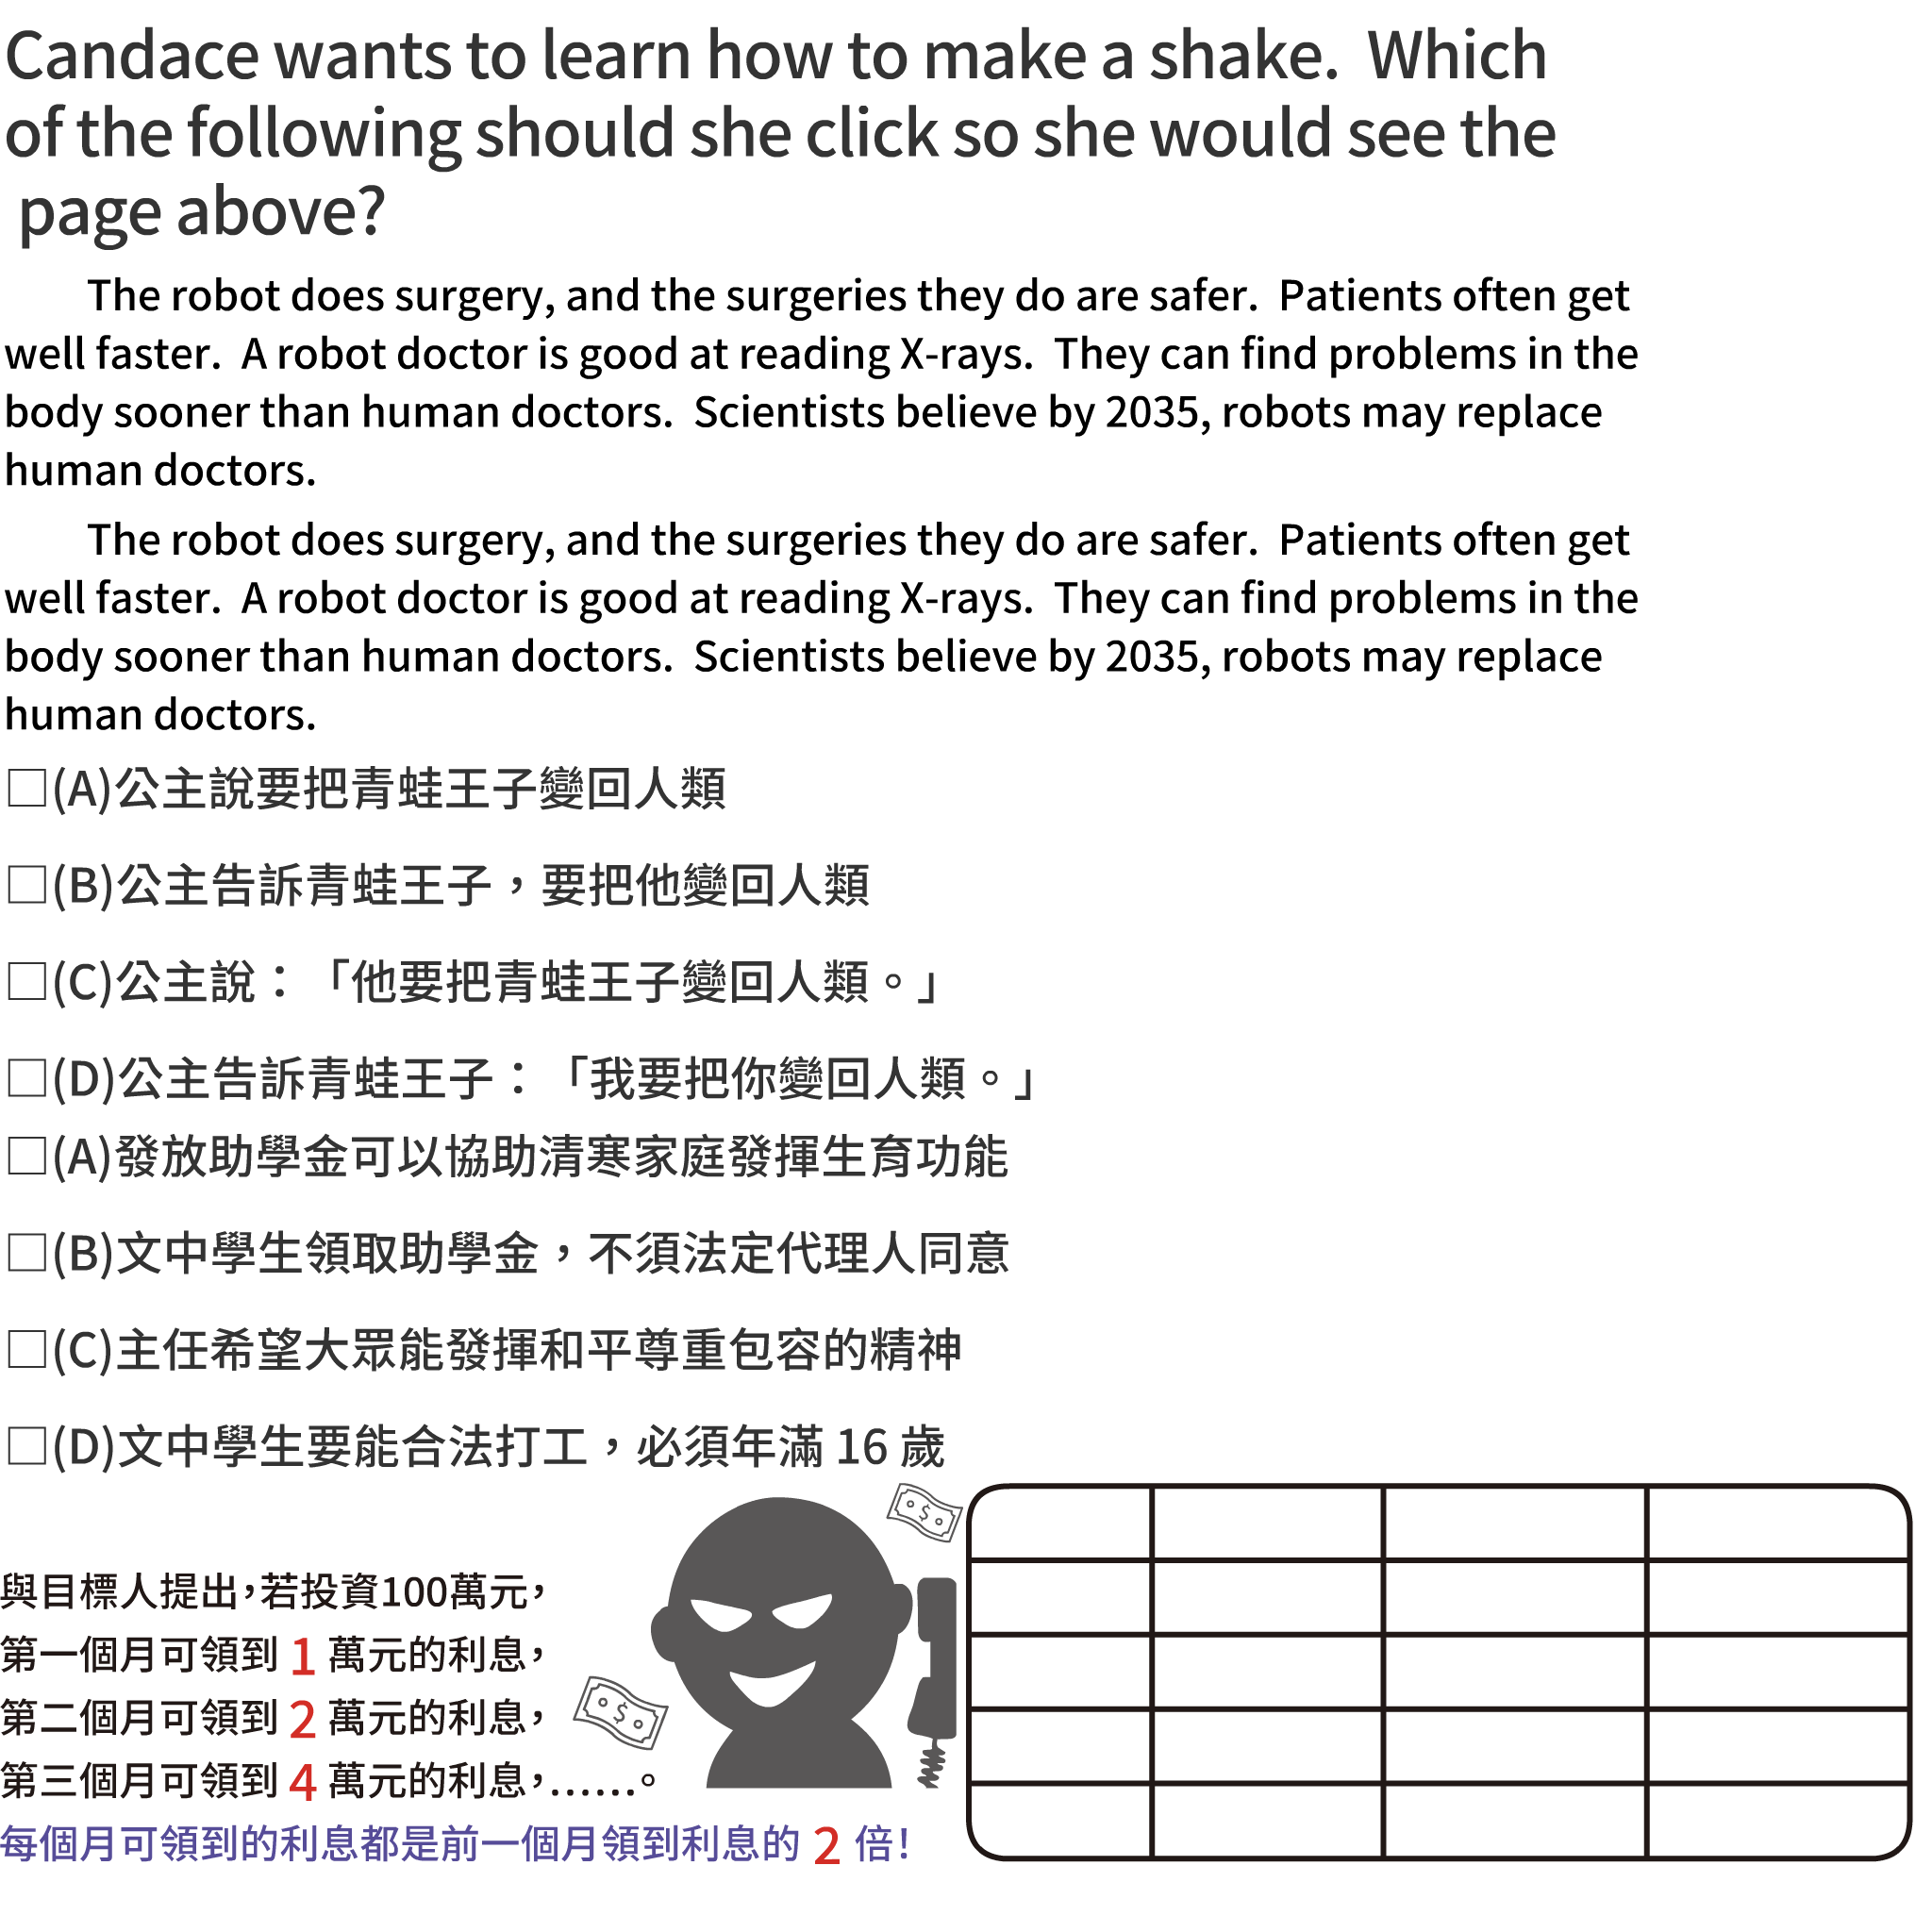 Candace wants to learn how to make a shake.  Which
of the following should she click so she would see the
page above?
The robot does surgery, and the surgeries they do are safer.  Patients often get
well faster.  A robot doctor is good at reading X-rays.  They can find problems in the
body sooner than human doctors.  Scientists believe by 2035, robots may replace
human doctors.
The robot does surgery, and the surgeries they do are safer.  Patients often get
well faster.  A robot doctor is good at reading X-rays.  They can find problems in the
body sooner than human doctors.  Scientists believe by 2035, robots may replace
human doctors.
□(A)公主說要把青蛙王子變回人類
□(B)公主告訴青蛙王子，要把他變回人類
□(C)公主說：「他要把青蛙王子變回人類。」
□(D)公主告訴青蛙王子：「我要把你變回人類。」
□(A)發放助學金可以協助清寒家庭發揮生育功能
□(B)文中學生領取助學金，不須法定代理人同意
□(C)主任希望大眾能發揮和平尊重包容的精神
□(D)文中學生要能合法打工，必須年滿 16 歲
與目標人提出，若投資100萬元，
第一個月可領到 1 萬元的利息，
第二個月可領到 2 萬元的利息，
第三個月可領到 4 萬元的利息，……。
每個月可領到的利息都是前一個月領到利息的 2 倍！
$
$